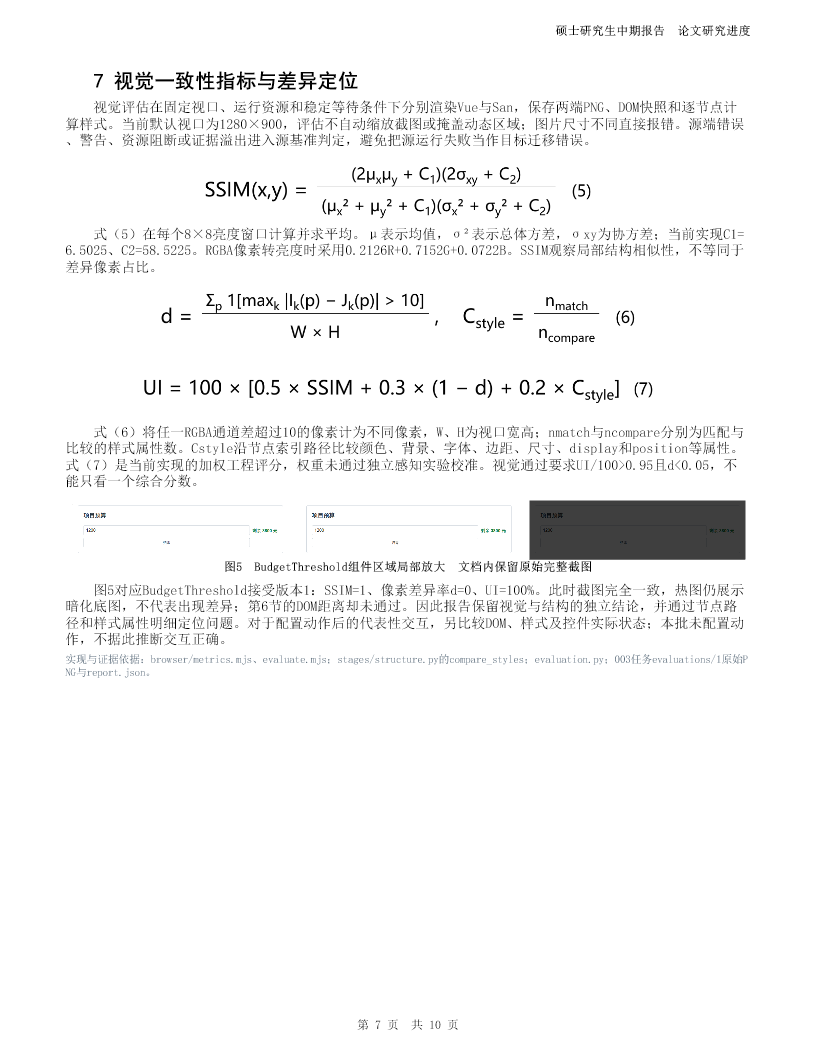 硕士研究生中期报告 论文研究进度
7 视觉一致性指标与差异定位
视觉评估在固定视口、运行资源和稳定等待条件下分别渲染Vue与San，保存两端PNG、DOM快照和逐节点计
算样式。当前默认视口为1280×900，评估不自动缩放截图或掩盖动态区域；图片尺寸不同直接报错。源端错误
、警告、资源阻断或证据溢出进入源基准判定，避免把源运行失败当作目标迁移错误。
SSIM(x,y) = (2μxμy + C1)(2σxy + C2) / (μx² + μy² + C1)(σx² + σy² + C2) (5)
式（5）在每个8×8亮度窗口计算并求平均。μ表示均值，σ²表示总体方差，σxy为协方差；当前实现C1=
6.5025、C2=58.5225。RGBA像素转亮度时采用0.2126R+0.7152G+0.0722B。SSIM观察局部结构相似性，不等同于
差异像素占比。
d = Σp 1[maxk |Ik(p) − Jk(p)| > 10] / W × H , Cstyle = nmatch / ncompare (6)
UI = 100 × [0.5 × SSIM + 0.3 × (1 − d) + 0.2 × Cstyle] (7)
式（6）将任一RGBA通道差超过10的像素计为不同像素，W、H为视口宽高；nmatch与ncompare分别为匹配与
比较的样式属性数。Cstyle沿节点索引路径比较颜色、背景、字体、边距、尺寸、display和position等属性。
式（7）是当前实现的加权工程评分，权重未通过独立感知实验校准。视觉通过要求UI/100>0.95且d<0.05，不
能只看一个综合分数。
项目预算 项目预算 项目预算
1200 1200 1200
图5 BudgetThreshold组件区域局部放大 文档内保留原始完整截图
图5对应BudgetThreshold接受版本1：SSIM=1、像素差异率d=0、UI=100%。此时截图完全一致，热图仍展示
暗化底图，不代表出现差异；第6节的DOM距离却未通过。因此报告保留视觉与结构的独立结论，并通过节点路
径和样式属性明细定位问题。对于配置动作后的代表性交互，另比较DOM、样式及控件实际状态；本批未配置动
作，不据此推断交互正确。
实现与证据依据：browser/metrics.mjs、evaluate.mjs；stages/structure.py的compare_styles；evaluation.py；003任务evaluations/1原始P
NG与report.json。
第 7 页 共 10 页